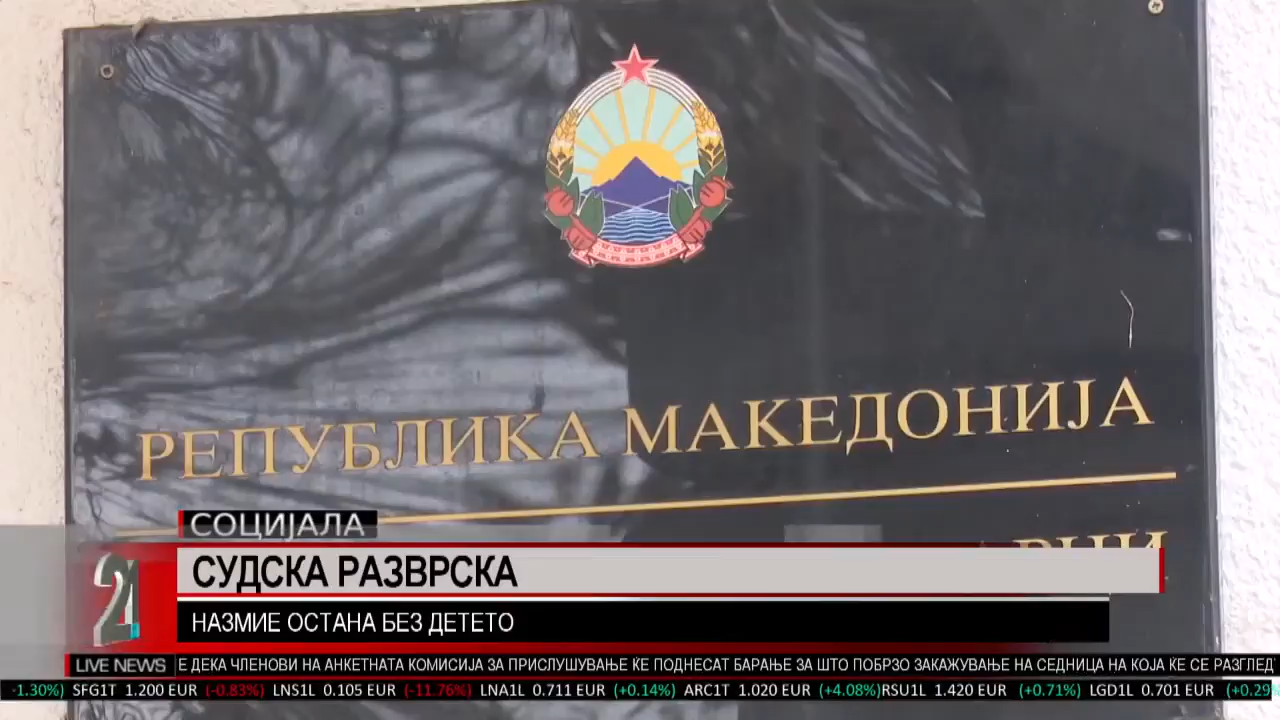 РЕПУБЛИКА МАКЕДОНИЈА
СОЦИЈАЛА
СУДСКА РАЗВРСКА
НАЗМИЕ ОСТАНА БЕЗ ДЕТЕТО
24
LIVE NEWS Е ДЕКА ЧЛЕНОВИ НА АНКЕТНАТА КОМИСИЈА ЗА ПРИСЛУШУВАЊЕ ЌЕ ПОДНЕСАТ БАРАЊЕ ЗА ШТО ПОБРЗО ЗАКАЖУВАЊЕ НА СЕДНИЦА НА КОЈА ЌЕ СЕ РАЗГЛЕД
-1.30%) SFG1T 1.200 EUR (-0.83%) LNS1L 0.105 EUR (-11.76%) LNA1L 0.711 EUR (+0.14%) ARC1T 1.020 EUR (+4.08%) RSU1L 1.420 EUR (+0.71%) LGD1L 0.701 EUR (+0.29%